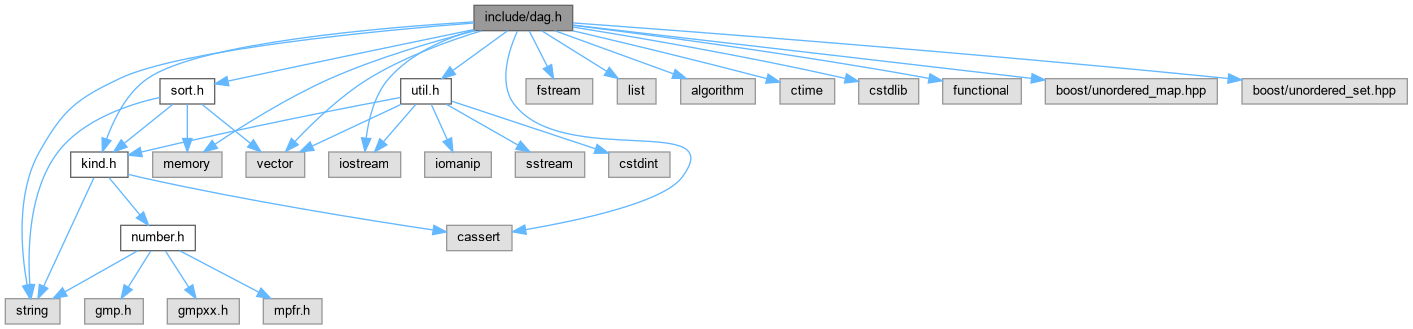 include/dag.h
sort.h
util.h
fstream
list
algorithm
ctime
cstdlib
functional
boost/unordered_map.hpp
boost/unordered_set.hpp
kind.h
memory
vector
iostream
iomanip
sstream
cstdint
number.h
cassert
string
gmp.h
gmpxx.h
mpfr.h